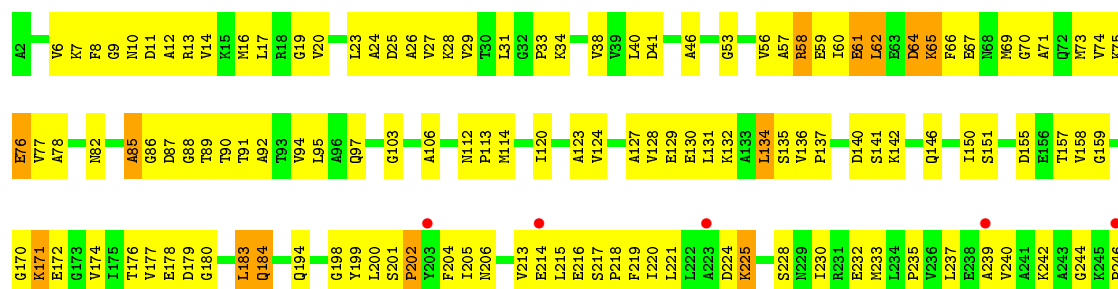 A2 V6 K7 F8 G9 N10 D11 A12 R13 V14 K15 M16 L17 R18 G19 V20 L23 A24 D25 A26 V27 K28 V29 T30 L31 G32 P33 K34 V38 V39 L40 D41 A46 G53 V56 A57 R58 E59 I60 E61 L62 E63 D64 K65 F66 E67 N68 M69 G70 A71 Q72 M73 V74 K75
E76 V77 A78 N82 A85 G86 D87 G88 T89 T90 T91 A92 T93 V94 L95 A96 Q97 G103 A106 N112 P113 M114 I120 A123 V124 A127 V128 E129 E130 L131 K132 A133 L134 S135 V136 P137 D140 S141 K142 Q146 I150 S151 D155 E156 T157 V158 G159
G170 K171 E172 G173 V174 I175 T176 V177 E178 D179 G180 L183 Q184 Q194 G198 Y199 L200 S201 P202 Y203 F204 I205 N206 V213 E214 L215 E216 S217 P218 F219 I220 L221 L222 A223 D224 K225 S228 N229 I230 R231 E232 M233 L234 P235 V236 L237 E238 A239 V240 A241 K242 A243 G244 K245 P246